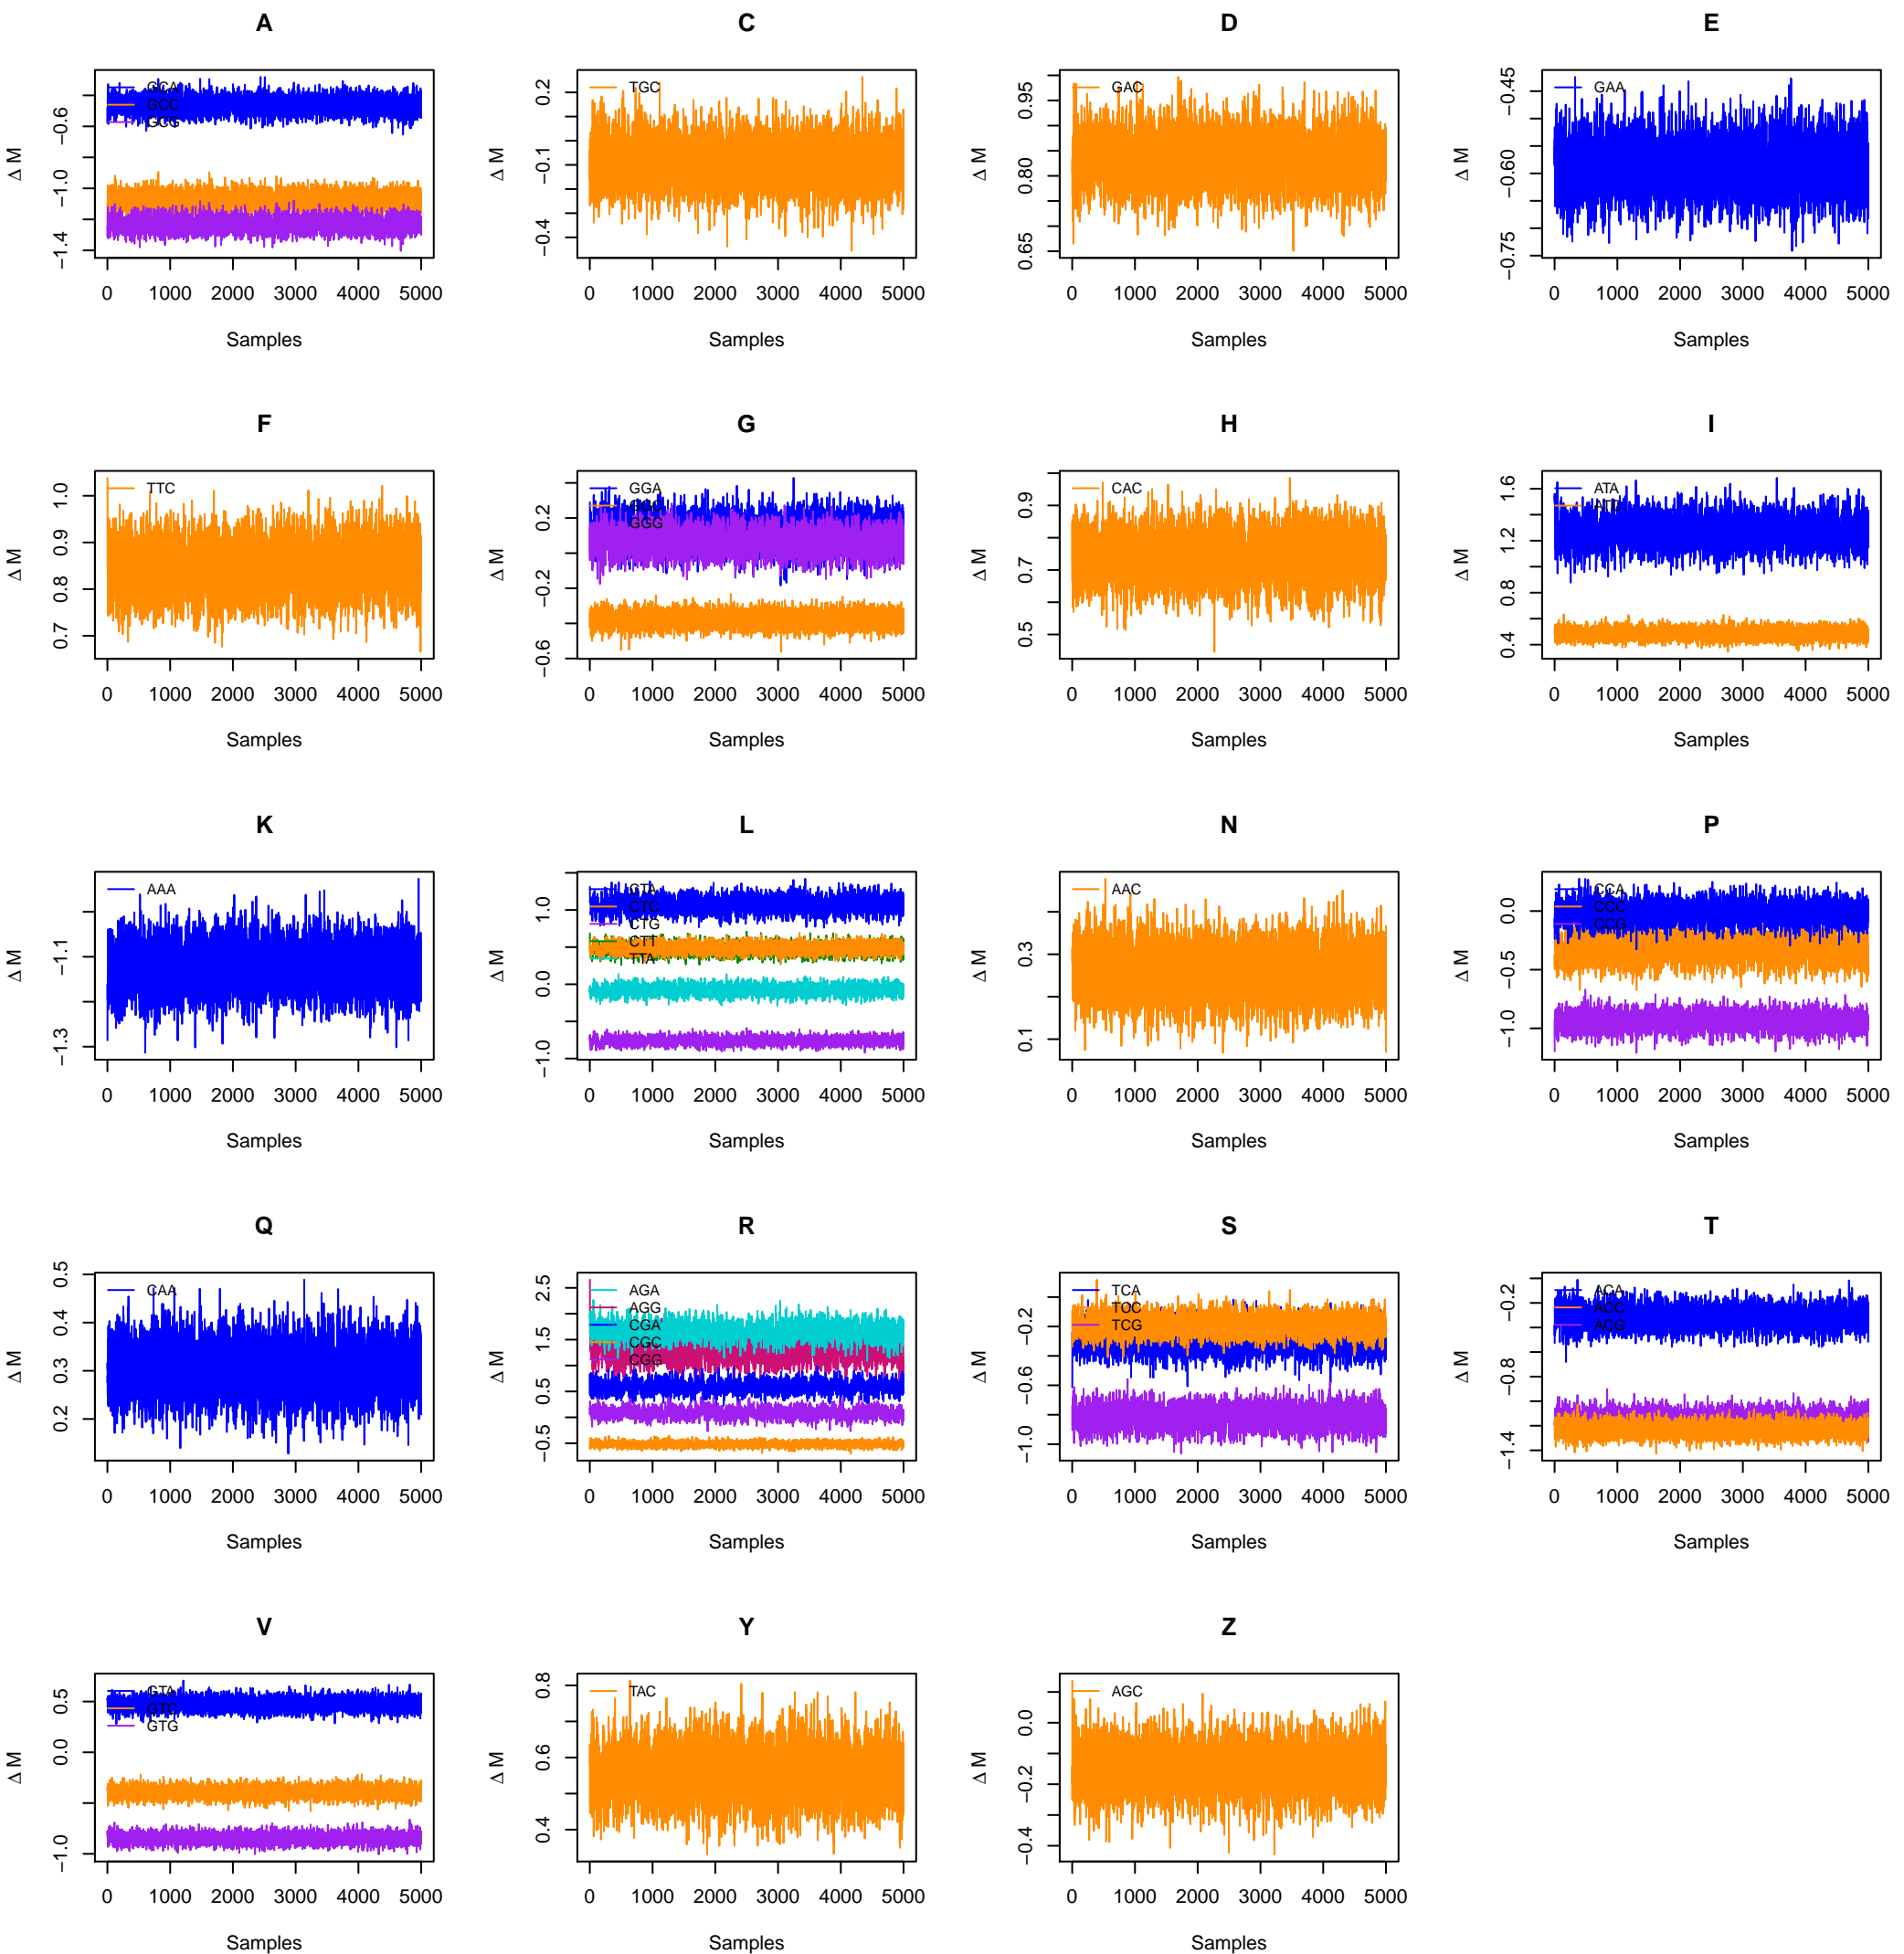 A
C
D
E
Δ M
GCA
GCC
GCG
−0.6
−1.0
−1.4
0 1000 2000 3000 4000 5000
Samples
Δ M
TGC
0.2
−0.1
−0.4
0 1000 2000 3000 4000 5000
Samples
Δ M
GAC
0.95
0.80
0.65
0 1000 2000 3000 4000 5000
Samples
Δ M
GAA
−0.45
−0.60
−0.75
0 1000 2000 3000 4000 5000
Samples
F
G
H
I
Δ M
TTC
1.0
0.9
0.8
0.7
0 1000 2000 3000 4000 5000
Samples
Δ M
GGA
GGC
GGG
0.2
−0.2
−0.6
0 1000 2000 3000 4000 5000
Samples
Δ M
CAC
0.9
0.7
0.5
0 1000 2000 3000 4000 5000
Samples
Δ M
ATA
ATC
1.6
1.2
0.8
0.4
0 1000 2000 3000 4000 5000
Samples
K
L
N
P
Δ M
AAA
−1.1
−1.3
0 1000 2000 3000 4000 5000
Samples
Δ M
CTA
CTC
CTG
CTT
TTA
1.0
0.0
−1.0
0 1000 2000 3000 4000 5000
Samples
Δ M
AAC
0.3
0.1
0 1000 2000 3000 4000 5000
Samples
Δ M
CCA
CCC
CCG
0.0
−0.5
−1.0
0 1000 2000 3000 4000 5000
Samples
Q
R
S
T
Δ M
CAA
0.5
0.4
0.3
0.2
0 1000 2000 3000 4000 5000
Samples
Δ M
AGA
AGG
CGA
CGC
CGG
2.5
1.5
0.5
−0.5
0 1000 2000 3000 4000 5000
Samples
Δ M
TCA
TCC
TCG
−0.2
−0.6
−1.0
0 1000 2000 3000 4000 5000
Samples
Δ M
ACA
ACC
ACG
−0.2
−0.8
−1.4
0 1000 2000 3000 4000 5000
Samples
V
Y
Z
Δ M
GTA
GTC
GTG
0.5
0.0
−1.0
0 1000 2000 3000 4000 5000
Samples
Δ M
TAC
0.8
0.6
0.4
0 1000 2000 3000 4000 5000
Samples
Δ M
AGC
0.0
−0.2
−0.4
0 1000 2000 3000 4000 5000
Samples